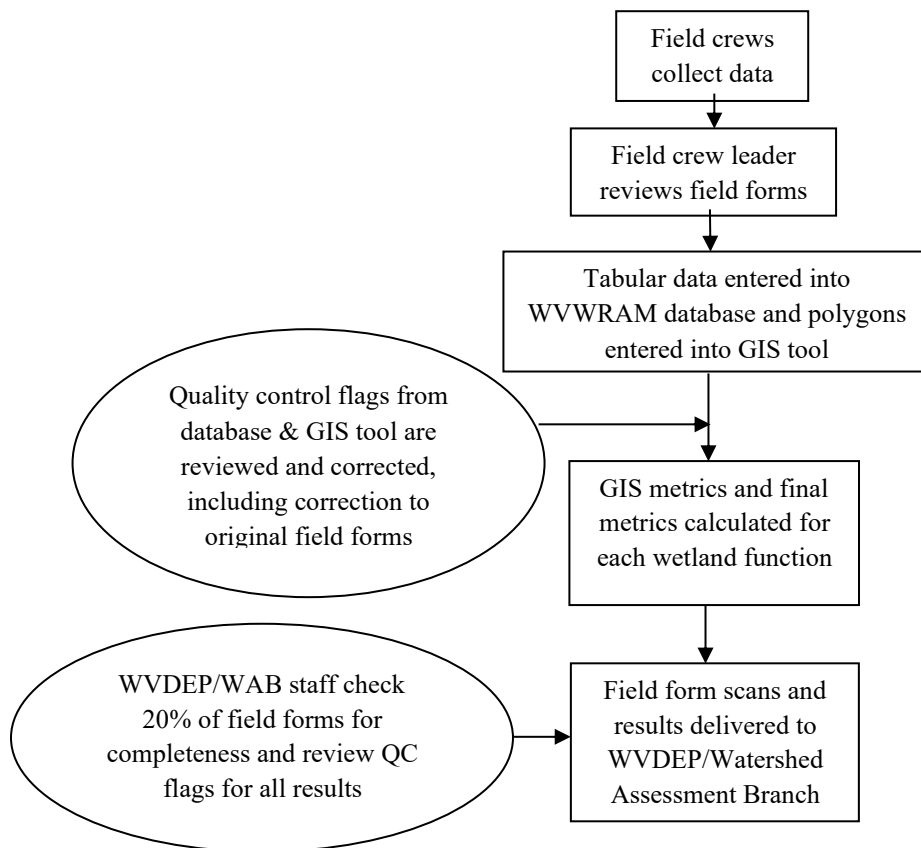 Field crews
collect data
Field crew leader
reviews field forms
Tabular data entered into
WVWRAM database and polygons
entered into GIS tool
Quality control flags from
database & GIS tool are
reviewed and corrected,
including correction to
original field forms
GIS metrics and final
metrics calculated for
each wetland function
WVDEP/WAB staff check
20% of field forms for
completeness and review QC
flags for all results
Field form scans and
results delivered to
WVDEP/Watershed
Assessment Branch